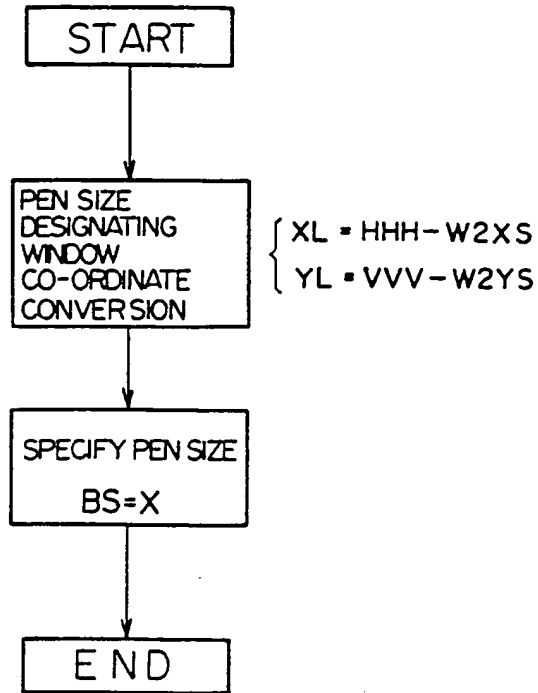 START
PEN SIZE
DESIGNATING
WINDOW
CO-ORDINATE
CONVERSION
XL = HHH-W2XS
YL = VVV-W2YS
SPECIFY PEN SIZE
BS=X
END